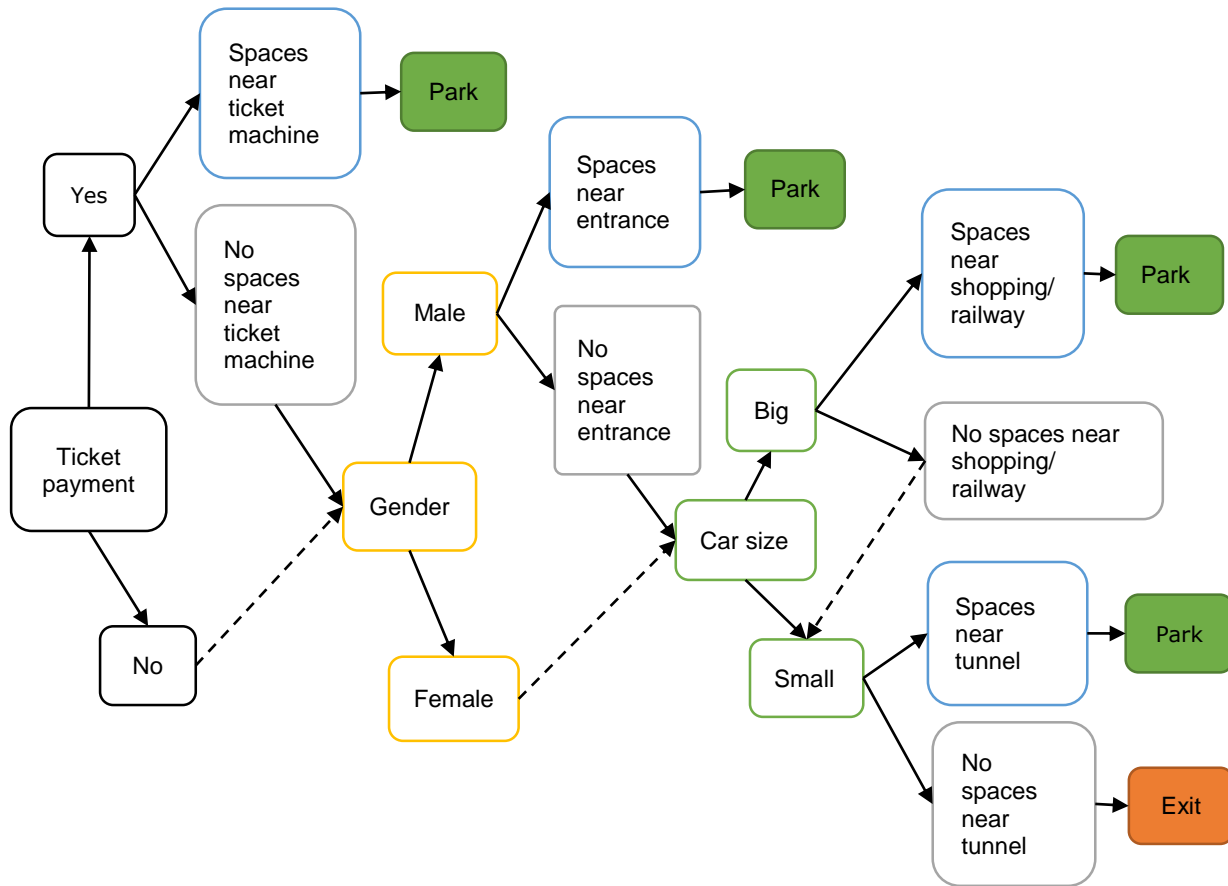 Spaces
near
ticket
machine
Park
Yes
No
spaces
near
ticket
machine
Ticket
payment
No
Gender
Male
Female
Spaces
near
entrance
Park
No
spaces
near
entrance
Car size
Big
Small
Spaces
near
shopping/
railway
Park
No spaces near
shopping/
railway
Spaces
near
tunnel
Park
No
spaces
near
tunnel
Exit